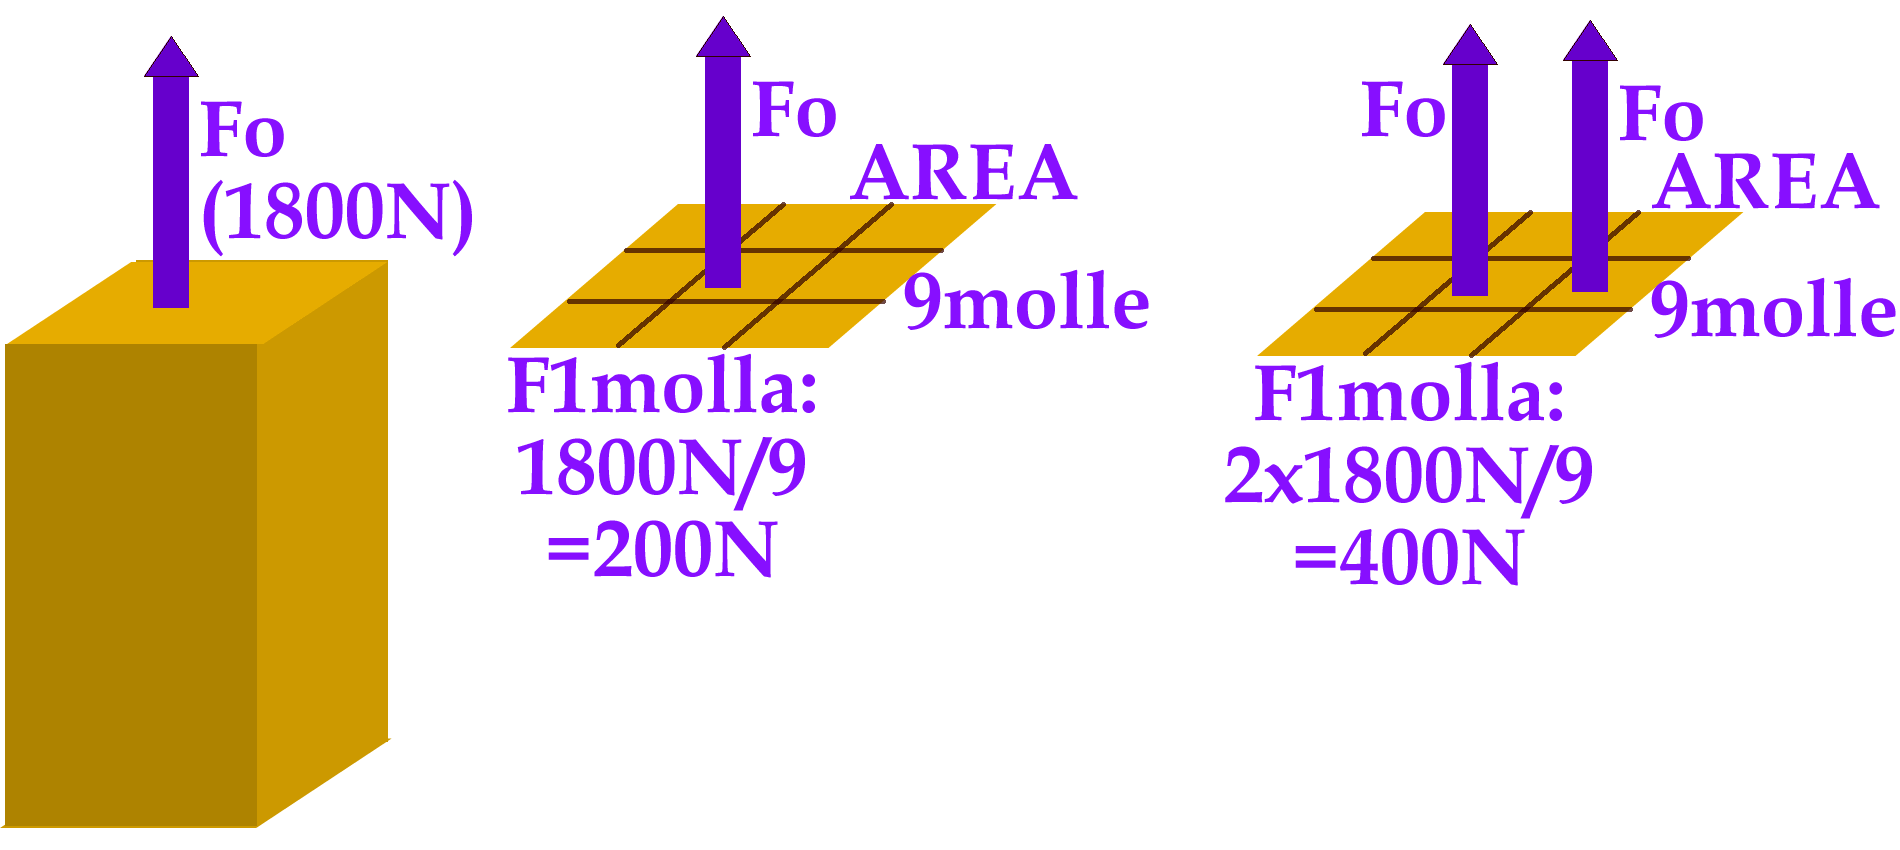 Fo
(1800N)
Fo
AREA
9molle
F1molla:
1800N/9
=200N
Fo
Fo
AREA
9molle
F1molla:
2x1800N/9
=400N